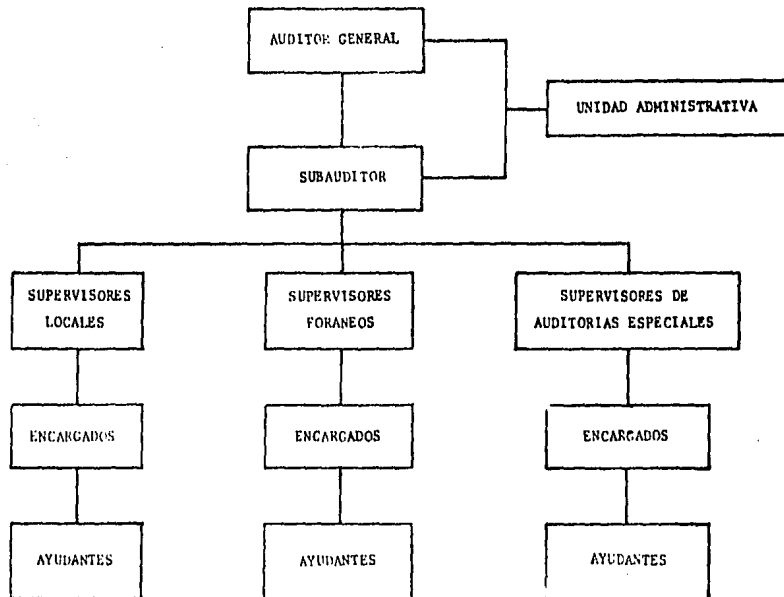 AUDITOR GENERAL
UNIDAD ADMINISTRATIVA
SUBAUDITOR
SUPERVISORES
LOCALES
SUPERVISORES
FORANEOS
SUPERVISORES DE
AUDITORIAS ESPECIALES
ENCARGADOS
ENCARGADOS
ENCARGADOS
AYUDANTES
AYUDANTES
AYUDANTES